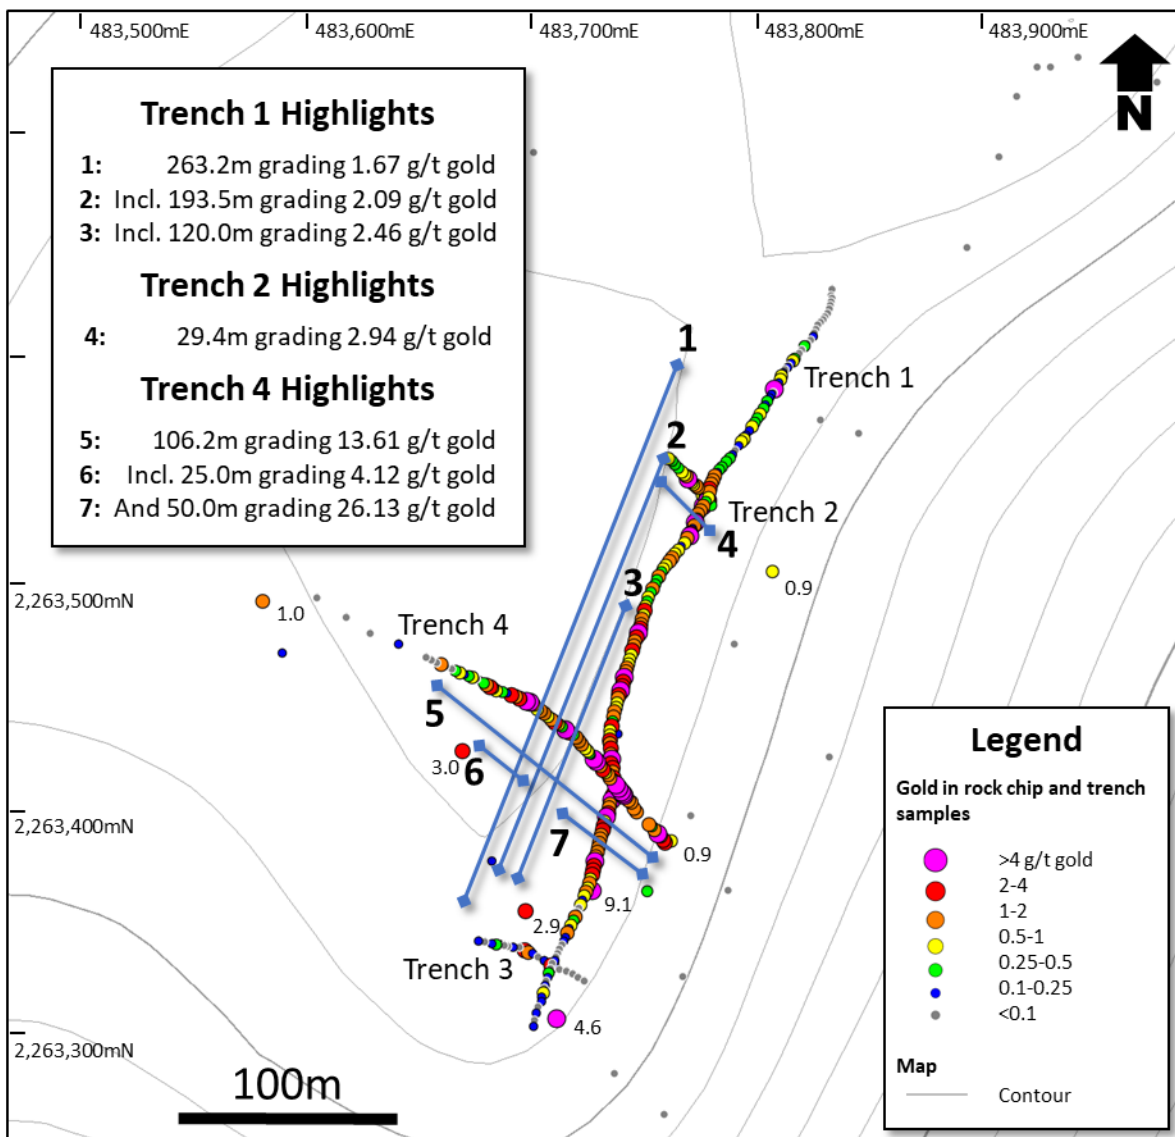 483,500mE
483,600mE
483,700mE
483,800mE
483,900mE
N
Trench 1 Highlights
1: 263.2m grading 1.67 g/t gold
2: Incl. 193.5m grading 2.09 g/t gold
3: Incl. 120.0m grading 2.46 g/t gold
Trench 2 Highlights
4: 29.4m grading 2.94 g/t gold
Trench 4 Highlights
5: 106.2m grading 13.61 g/t gold
6: Incl. 25.0m grading 4.12 g/t gold
7: And 50.0m grading 26.13 g/t gold
1
Trench 1
2
Trench 2
4
3
0.9
2,263,500mN
1.0
Trench 4
5
3.0
6
7
0.9
2,263,400mN
9.1
2.9
Trench 3
4.6
2,263,300mN
100m
Legend
Gold in rock chip and trench
samples
>4 g/t gold
2-4
1-2
0.5-1
0.25-0.5
0.1-0.25
<0.1
Map
Contour